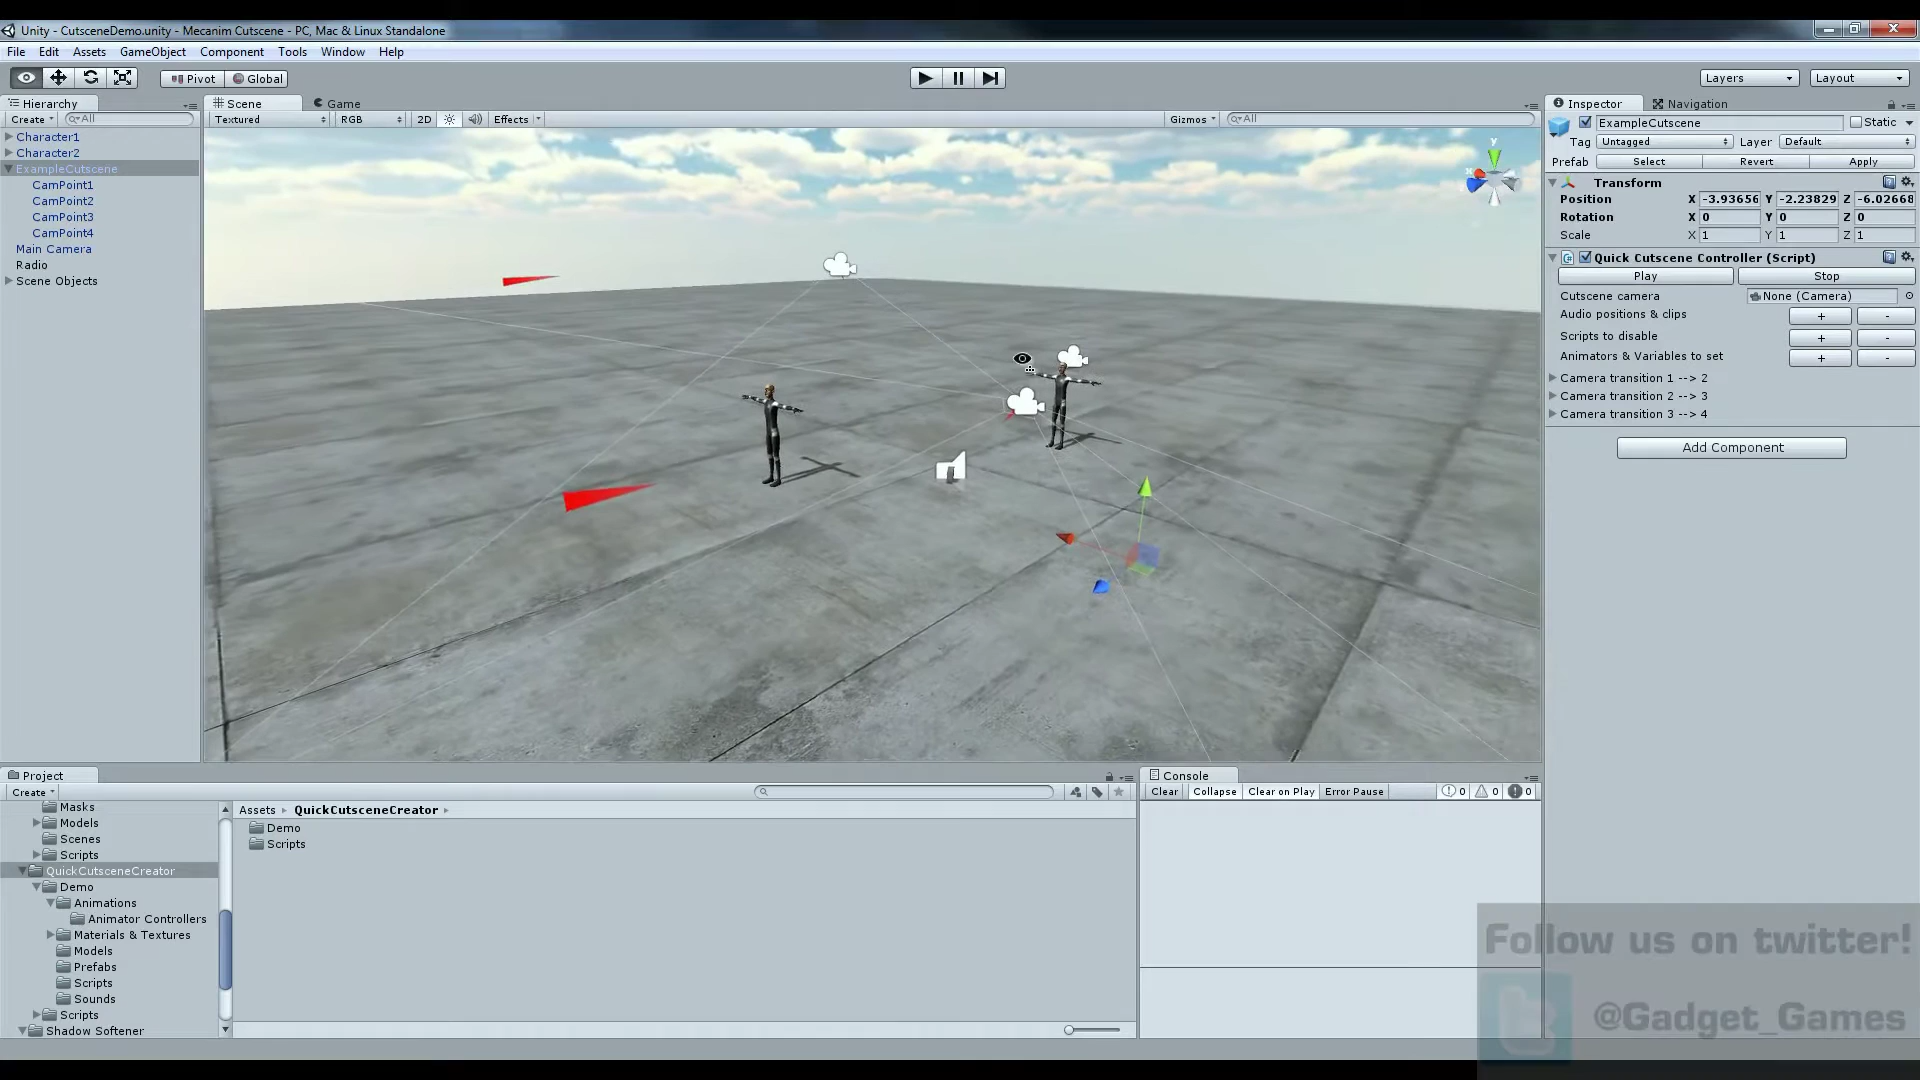 Unity - CutsceneDemo.unity - Mecanim Cutscene - PC, Mac & Linux Standalone
File Edit Assets GameObject Component Tools Window Help
Pivot Global Layers Layout
Hierarchy Scene Game Inspector Navigation
Create All Textured RGB 2D Effects Gizmos All
ExampleCutscene Static
Tag Untagged Layer Default
Prefab Select Revert Apply
Character1
Character2
ExampleCutscene
CamPoint1
CamPoint2
CamPoint3
CamPoint4
Main Camera
Radio
Scene Objects
y
Transform
Position X -3.93656 Y -2.23829 Z -6.02668
Rotation X 0 Y 0 Z 0
Scale X 1 Y 1 Z 1
Quick Cutscene Controller (Script)
Play Stop
Cutscene camera None (Camera)
Audio positions & clips + -
Scripts to disable + -
Animators & Variables to set + -
Camera transition 1 --> 2
Camera transition 2 --> 3
Camera transition 3 --> 4
Add Component
Project
Create
Masks
Models
Scenes
Scripts
QuickCutsceneCreator
Demo
Animations
Animator Controllers
Materials & Textures
Models
Prefabs
Scripts
Sounds
Scripts
Shadow Softener
Assets QuickCutsceneCreator
Demo
Scripts
Console
Clear Collapse Clear on Play Error Pause 0 0 0
Follow us on twitter!
@Gadget_Games